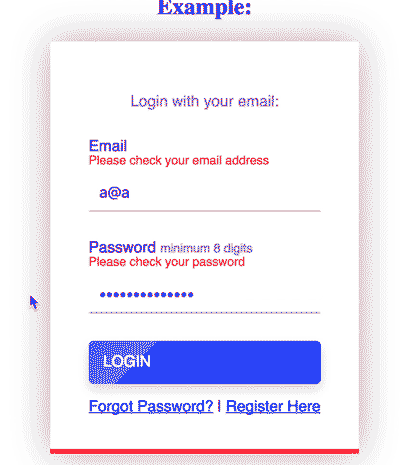 Example:
Login with your email:
Email
Please check your email address
a@a
Password minimum 8 digits
Please check your password
••••••••••••••
LOGIN
Forgot Password? | Register Here